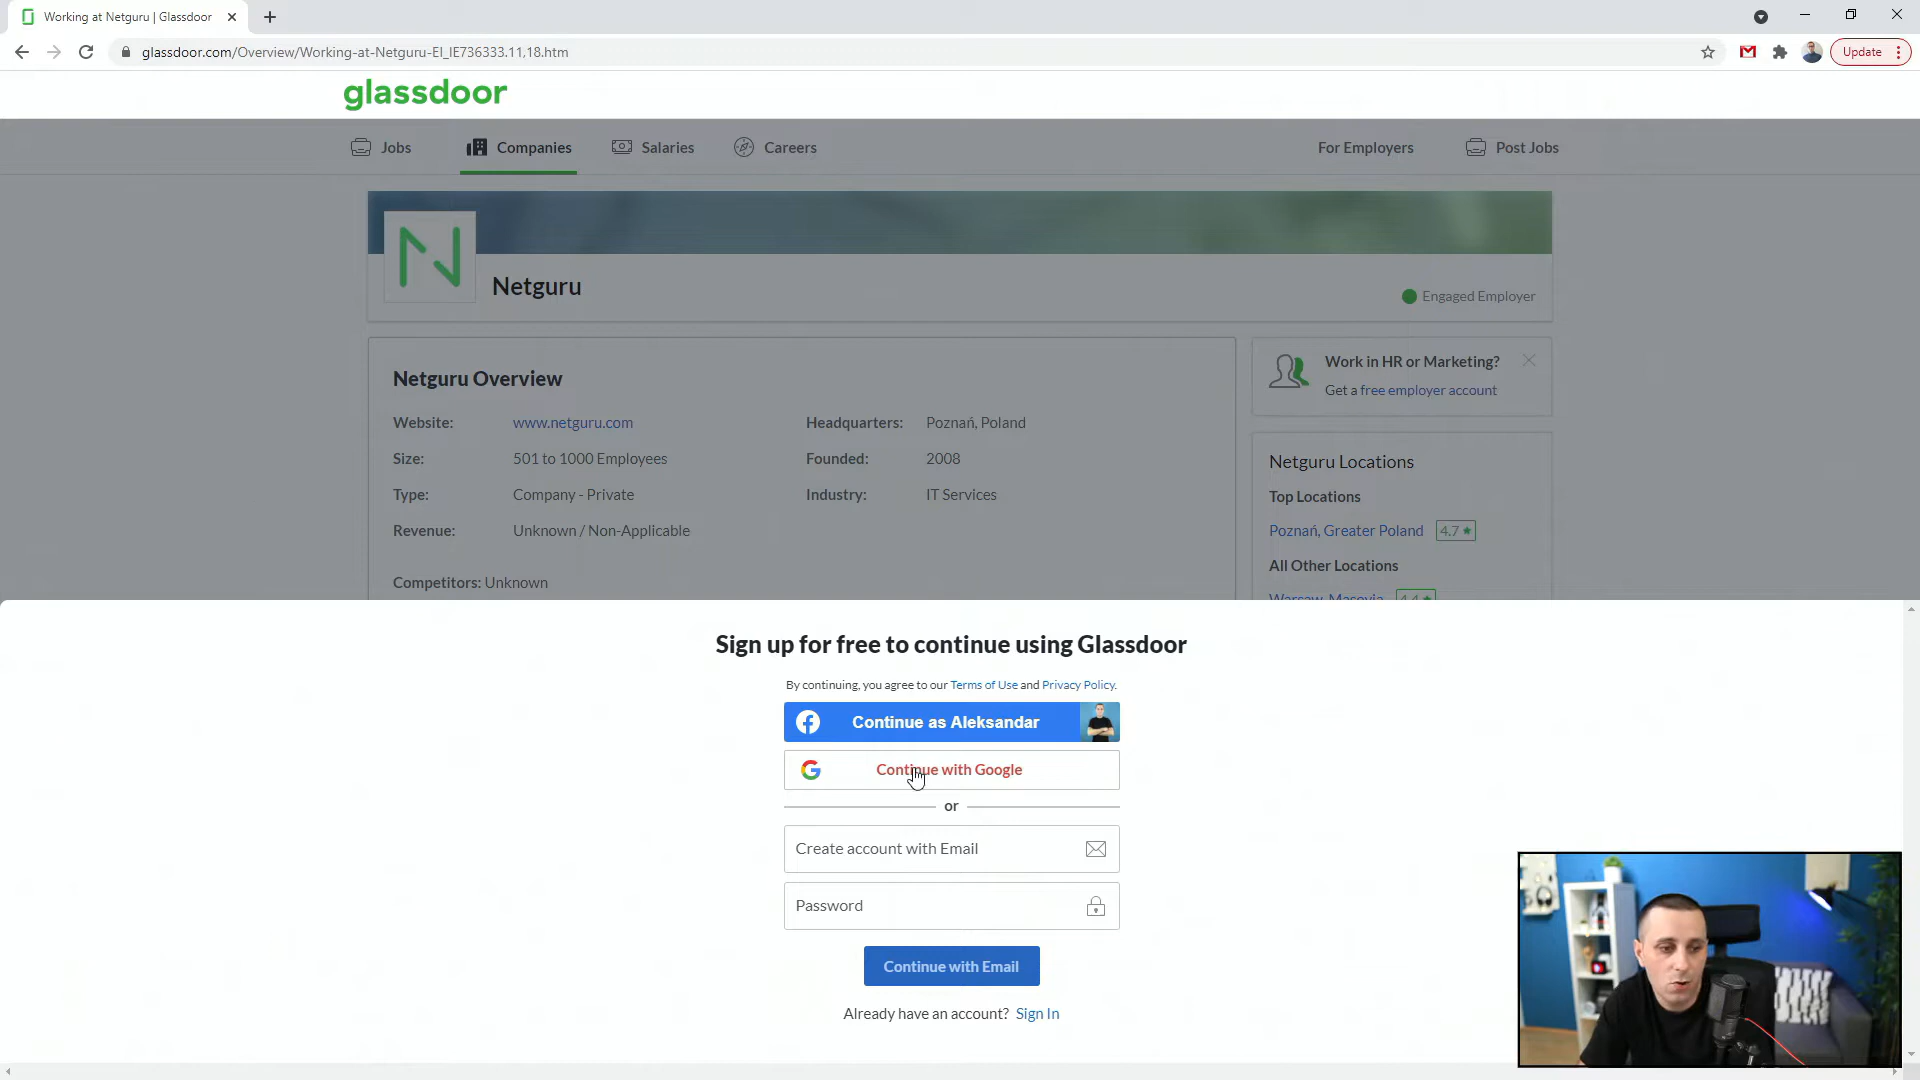 Working at Netguru | Glassdoor
glassdoor.com/Overview/Working-at-Netguru-EI_IE736333.11,18.htm
Update
glassdoor
Jobs
Companies
Salaries
Careers
For Employers
Post Jobs
Netguru
Engaged Employer
Netguru Overview
Website: www.netguru.com
Headquarters: Poznań, Poland
Size: 501 to 1000 Employees
Founded: 2008
Type: Company - Private
Industry: IT Services
Revenue: Unknown / Non-Applicable
Competitors: Unknown
Work in HR or Marketing?
Get a free employer account
Netguru Locations
Top Locations
Poznań, Greater Poland 4.7 ★
All Other Locations
Warsaw, Masovia 4.4 ★
Sign up for free to continue using Glassdoor
By continuing, you agree to our Terms of Use and Privacy Policy.
Continue as Aleksandar
Continue with Google
or
Create account with Email
Password
Continue with Email
Already have an account? Sign In